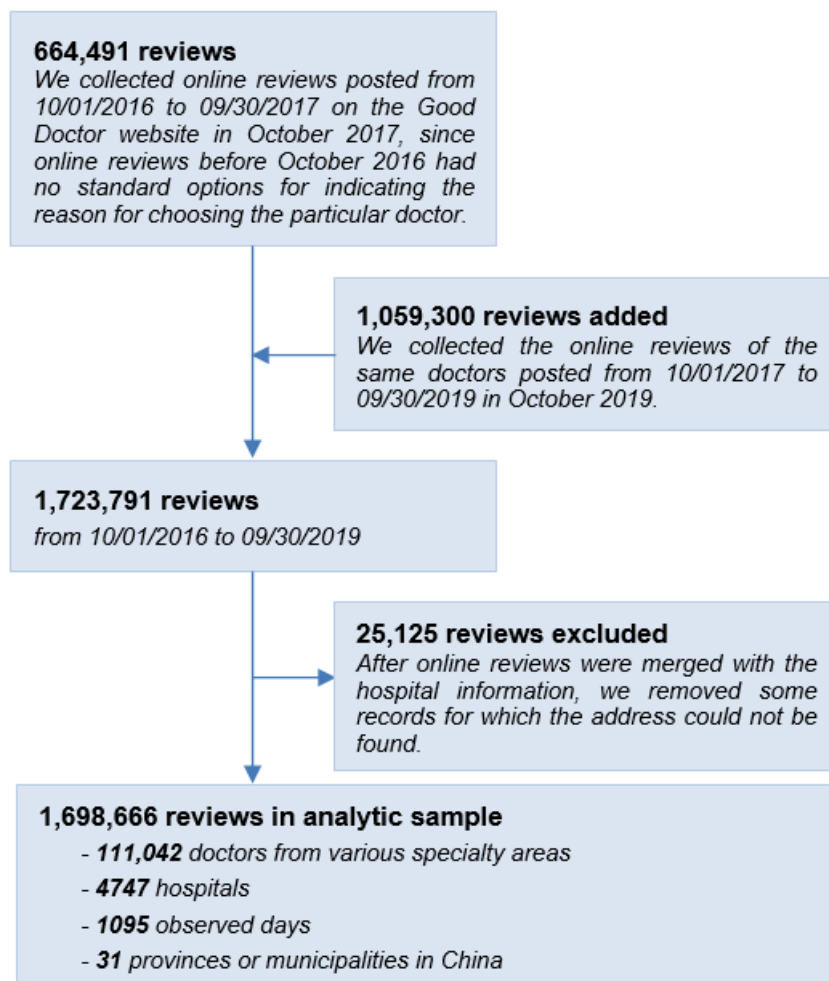 664,491 reviews
We collected online reviews posted from
10/01/2016 to 09/30/2017 on the Good
Doctor website in October 2017, since
online reviews before October 2016 had
no standard options for indicating the
reason for choosing the particular doctor.
1,059,300 reviews added
We collected the online reviews of the
same doctors posted from 10/01/2017 to
09/30/2019 in October 2019.
1,723,791 reviews
from 10/01/2016 to 09/30/2019
25,125 reviews excluded
After online reviews were merged with the
hospital information, we removed some
records for which the address could not be
found.
1,698,666 reviews in analytic sample
- 111,042 doctors from various specialty areas
- 4747 hospitals
- 1095 observed days
- 31 provinces or municipalities in China